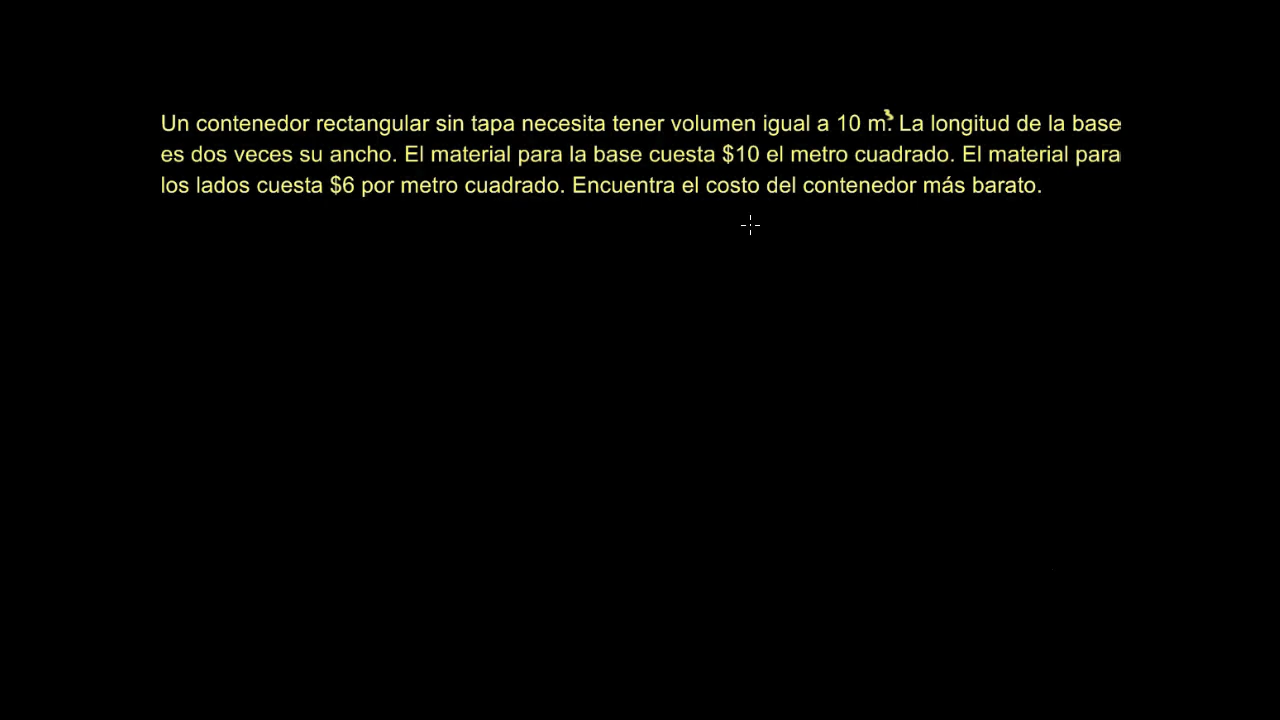 Un contenedor rectangular sin tapa necesita tener volumen igual a 10 m³. La longitud de la base
es dos veces su ancho. El material para la base cuesta $10 el metro cuadrado. El material para
los lados cuesta $6 por metro cuadrado. Encuentra el costo del contenedor más barato.